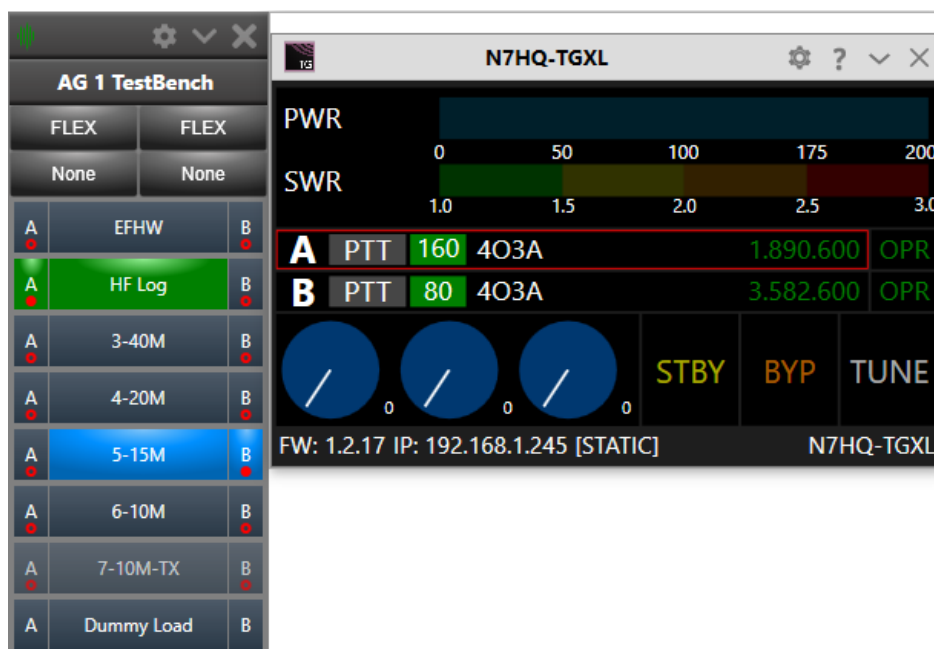 AG 1 TestBench
FLEX FLEX
None None
A EFHW B
A HF Log B
A 3-40M B
A 4-20M B
A 5-15M B
A 6-10M B
A 7-10M-TX B
A Dummy Load B
TG N7HQ-TGXL ?
PWR
0 50 100 175 200
SWR
1.0 1.5 2.0 2.5 3.0
A PTT 160 4O3A 1.890.600 OPR
B PTT 80 4O3A 3.582.600 OPR
0 0 0 STBY BYP TUNE
FW: 1.2.17 IP: 192.168.1.245 [STATIC] N7HQ-TGXL